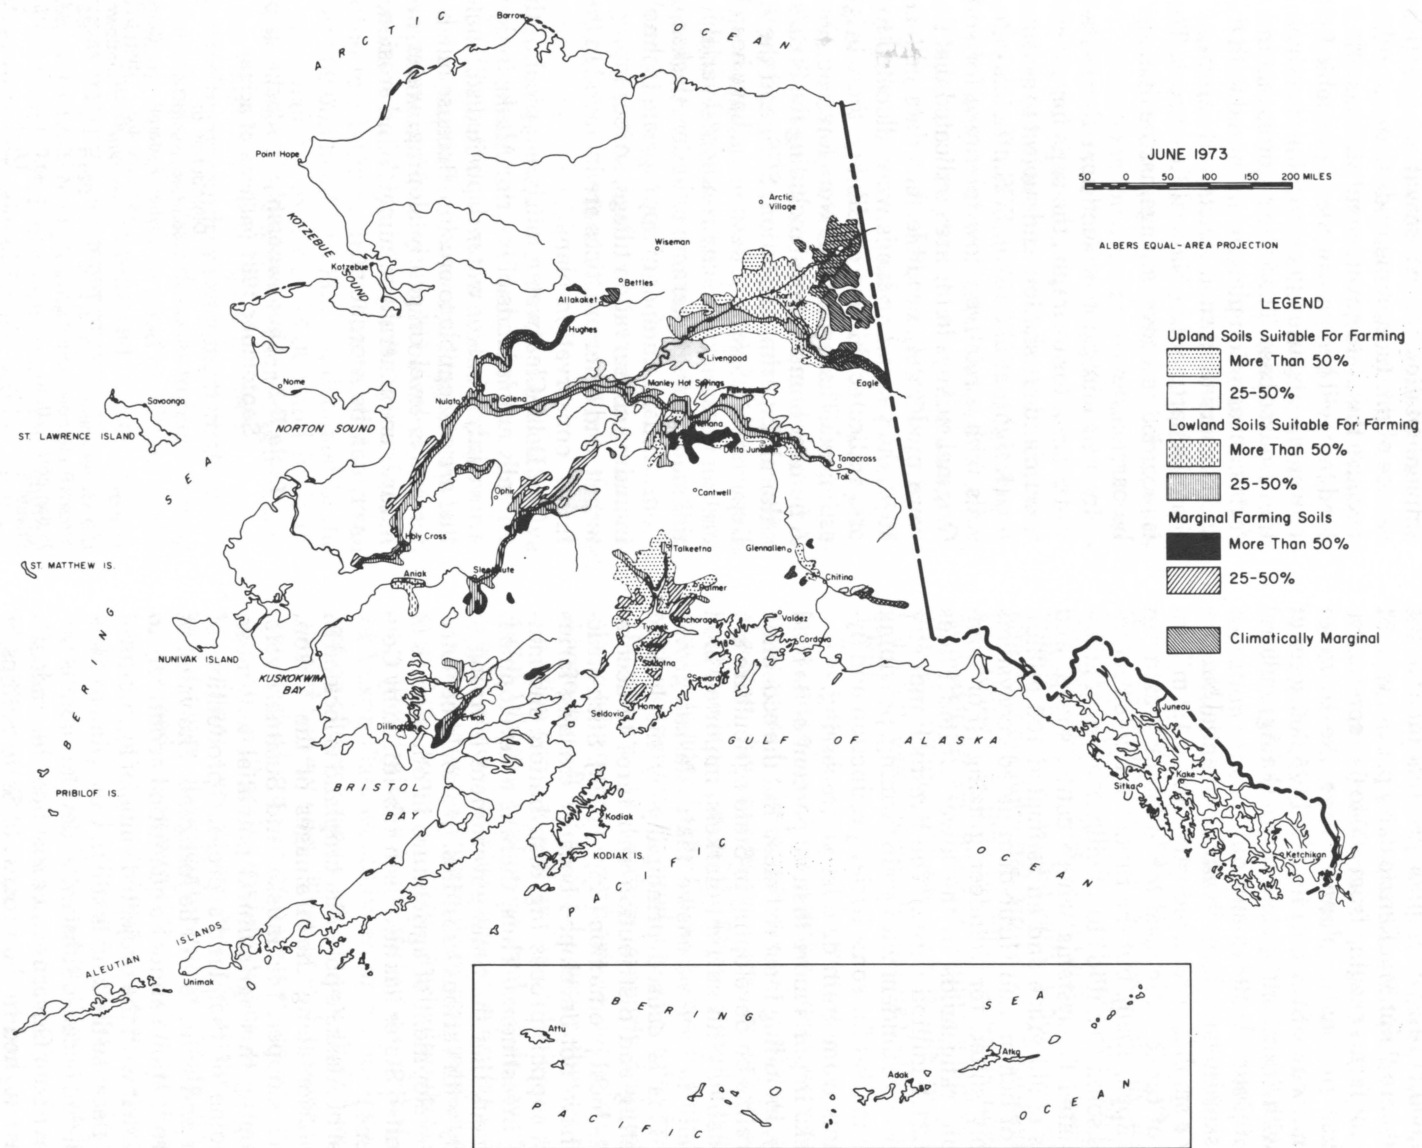 ARCTIC
OCEAN
Barrow
Point Hope
JUNE 1973
50 0 50 100 150 200 MILES
ALBERS EQUAL-AREA PROJECTION
Arctic
Village
Wiseman
KOTZEBUE SOUND
Kotzebue
Bettles
Allakaket
Fort
Yukon
Hughes
Livengood
LEGEND
Upland Soils Suitable For Farming
More Than 50%
25-50%
Lowland Soils Suitable For Farming
More Than 50%
25-50%
Marginal Farming Soils
More Than 50%
25-50%
Climatically Marginal
Eagle
Nome
Manley Hot Springs
Fairbanks
Nulato
Galena
Savoonga
ST. LAWRENCE ISLAND
NORTON SOUND
Nenana
Delta Junction
Tanacross
Tok
BERING SEA
Ophir
Cantwell
Holy Cross
Talkeetna
Glennallen
ST. MATTHEW IS.
Aniak
Sleetmute
Chitina
Palmer
Anchorage
Valdez
Tyonek
Cordova
NUNIVAK ISLAND
KUSKOKWIM
BAY
Soldotna
Seward
Homer
Seldovia
Dillingham
Ekwok
Juneau
GULF OF ALASKA
Sitka
Kake
PRIBILOF IS.
BRISTOL
BAY
Kodiak
KODIAK IS.
Ketchikan
PACIFIC
OCEAN
ALEUTIAN ISLANDS
Unimak
BERING
SEA
Attu
Atka
Adak
PACIFIC
OCEAN